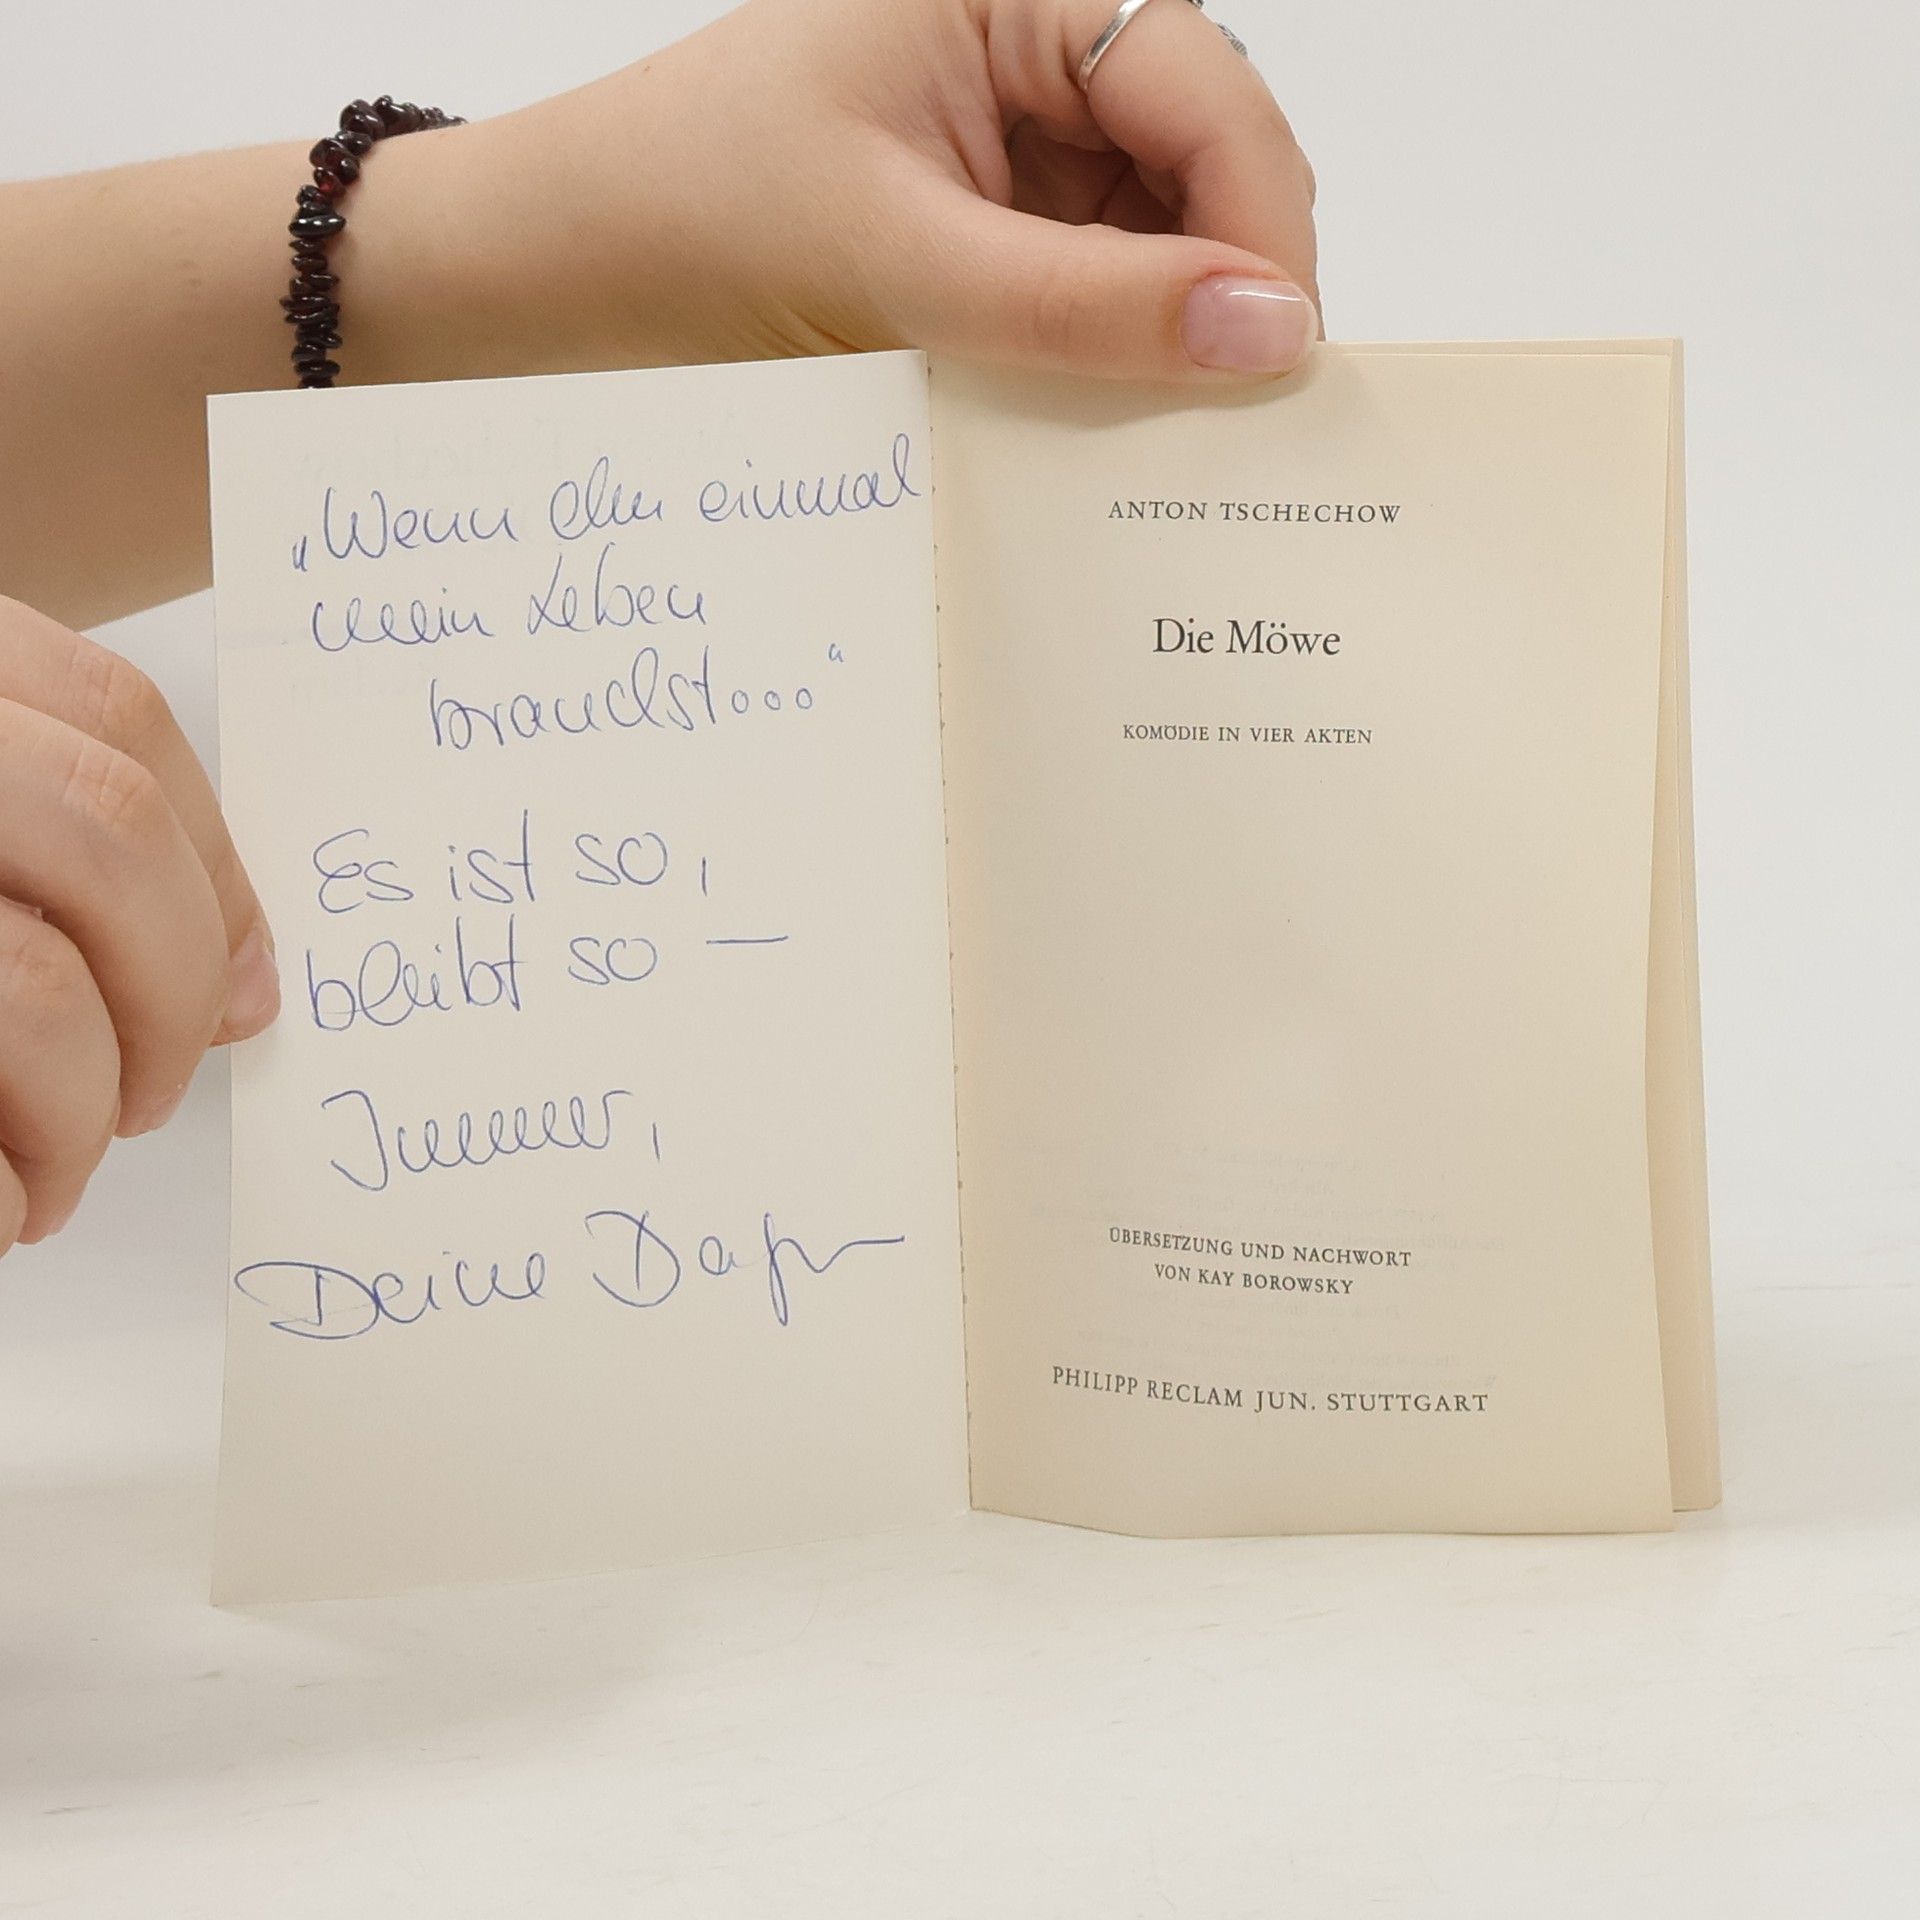 „Wenn du einmal
mein Leben
brauchst..."
Es ist so,
bleibt so —
Immer,
Deine
ANTON TSCHECHOW
Die Möwe
KOMÖDIE IN VIER AKTEN
ÜBERSETZUNG UND NACHWORT
VON KAY BOROWSKY
PHILIPP RECLAM JUN. STUTTGART